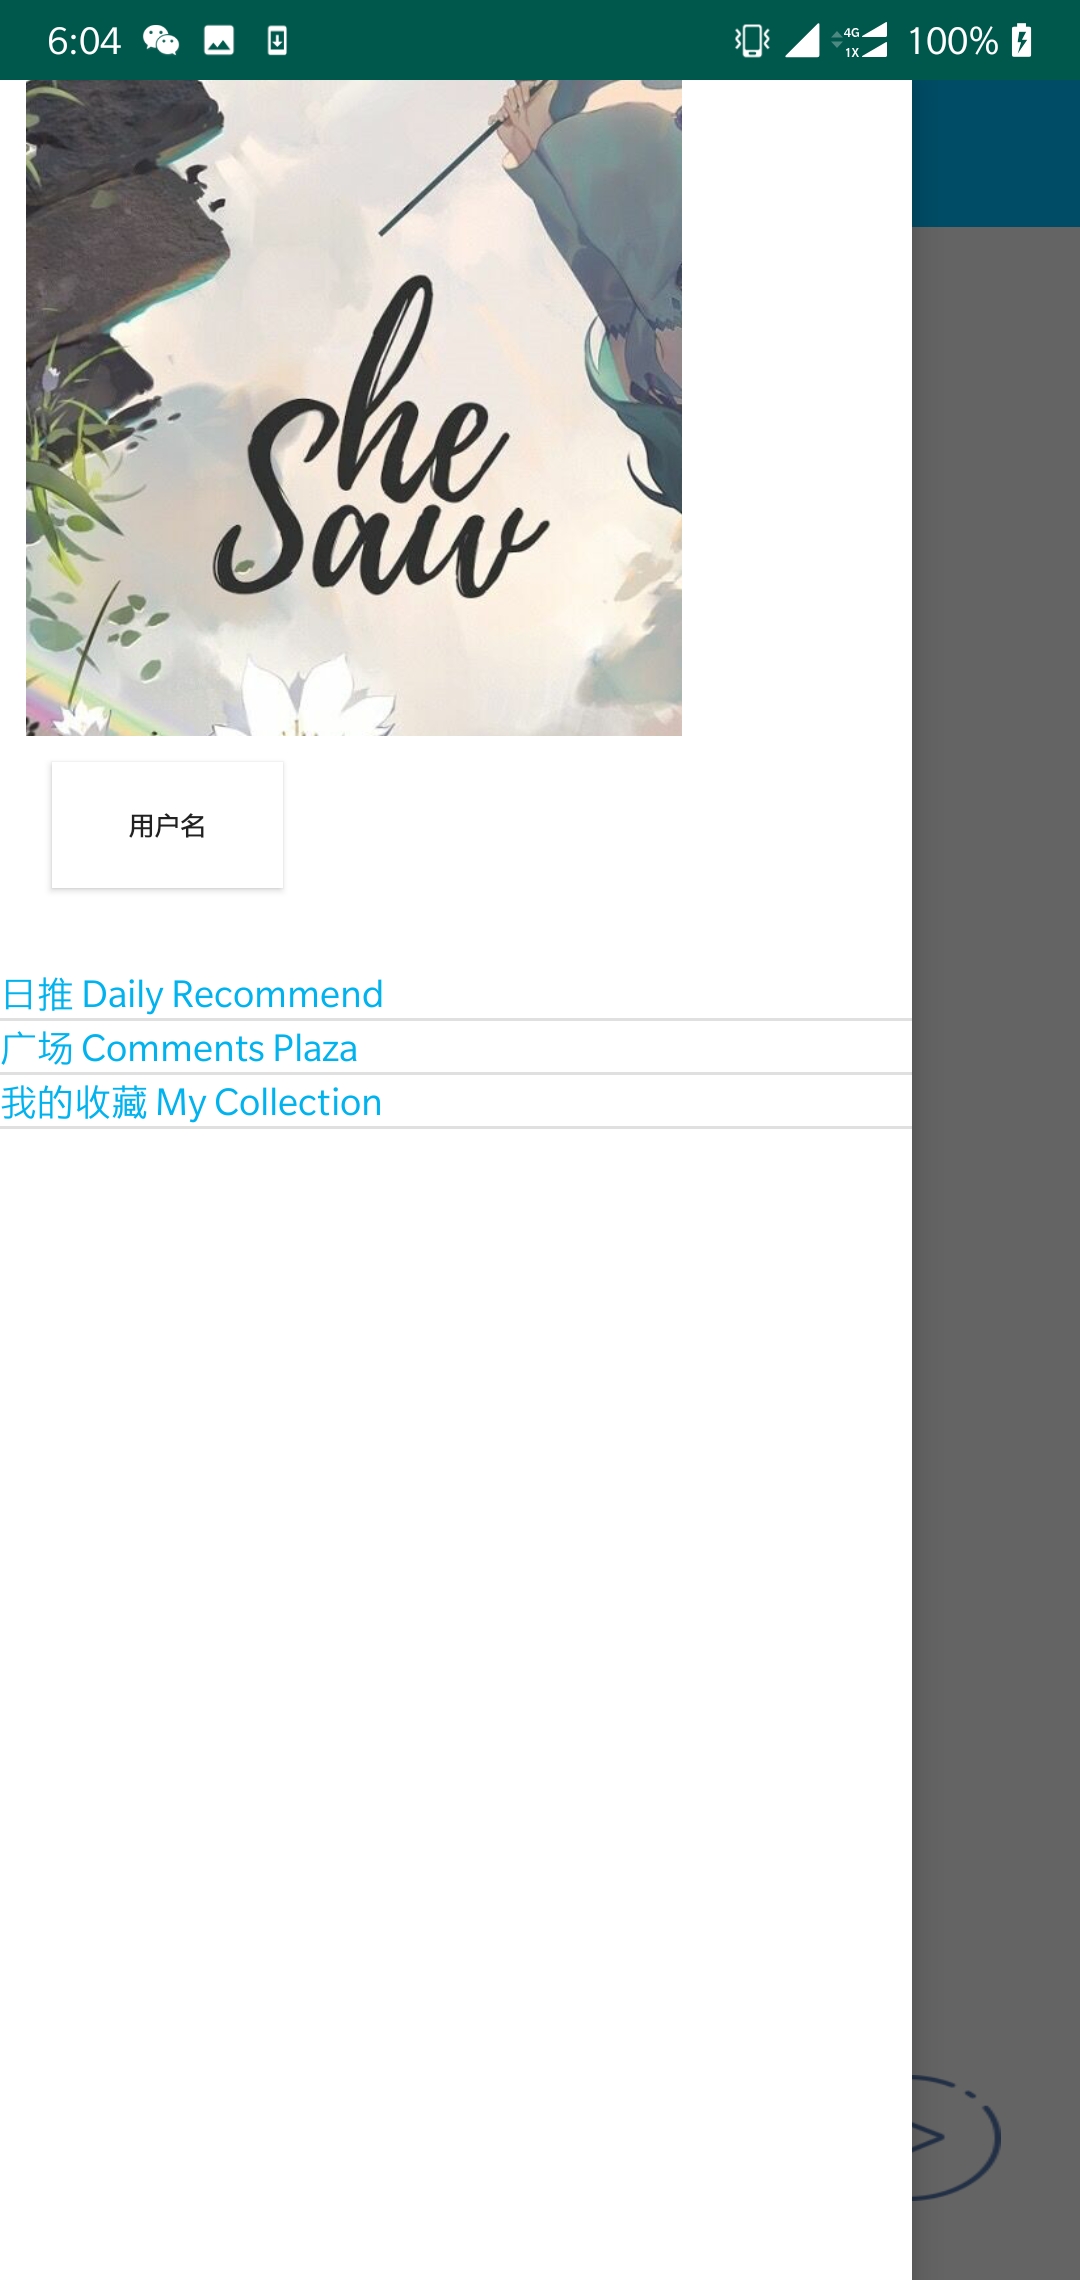 6:04
4G
1X
100%
She
Saw
用户名
日推 Daily Recommend
广场 Comments Plaza
我的收藏 My Collection